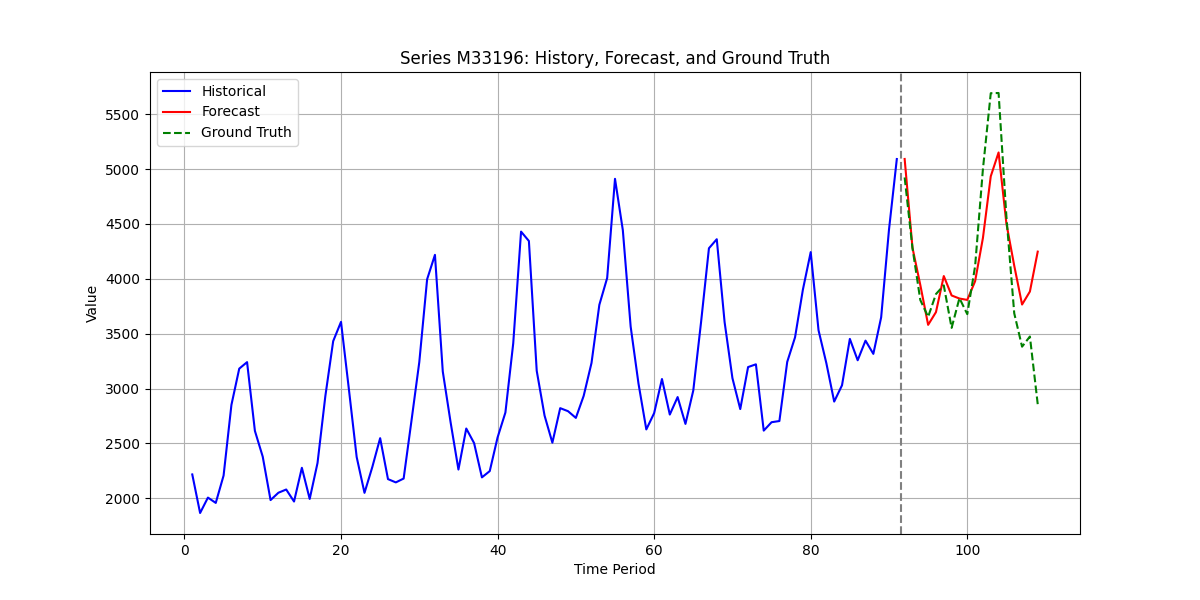 Series M33196: History, Forecast, and Ground Truth
Historical
Forecast
Ground Truth
5500
5000
4500
4000
3500
3000
2500
2000
Value
0 20 40 60 80 100
Time Period